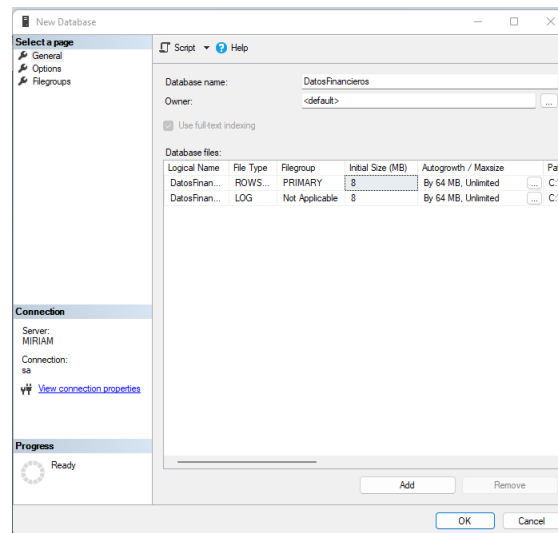 New Database
Select a page
General
Options
Filegroups
Script Help
Database name: DatosFinancieros
Owner: <default> ...
Use full-text indexing
Database files:
Logical Name File Type Filegroup Initial Size (MB) Autogrowth / Maxsize Pa
DatosFinan... ROWS... PRIMARY 8 By 64 MB, Unlimited ... C:
DatosFinan... LOG Not Applicable 8 By 64 MB, Unlimited ... C:
Connection
Server:
MIRIAM
Connection:
sa
View connection properties
Progress
Ready
Add Remove
OK Cancel